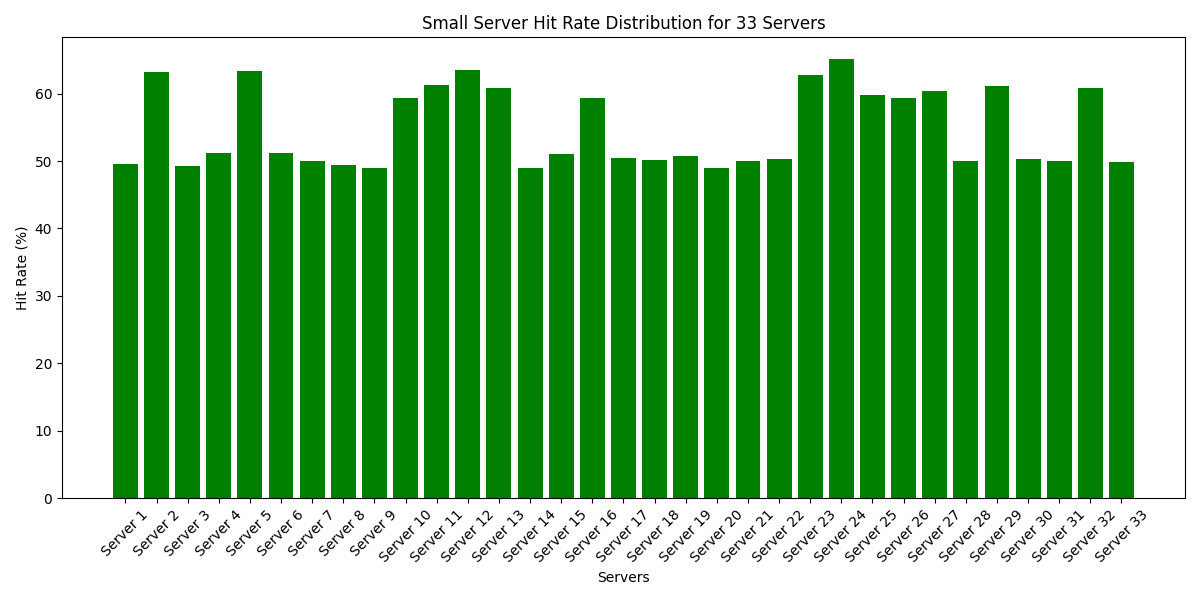 Small Server Hit Rate Distribution for 33 Servers
Hit Rate (%)
60
50
40
30
20
10
0
Server 1
Server 2
Server 3
Server 4
Server 5
Server 6
Server 7
Server 8
Server 9
Server 10
Server 11
Server 12
Server 13
Server 14
Server 15
Server 16
Server 17
Server 18
Server 19
Server 20
Server 21
Server 22
Server 23
Server 24
Server 25
Server 26
Server 27
Server 28
Server 29
Server 30
Server 31
Server 32
Server 33
Servers